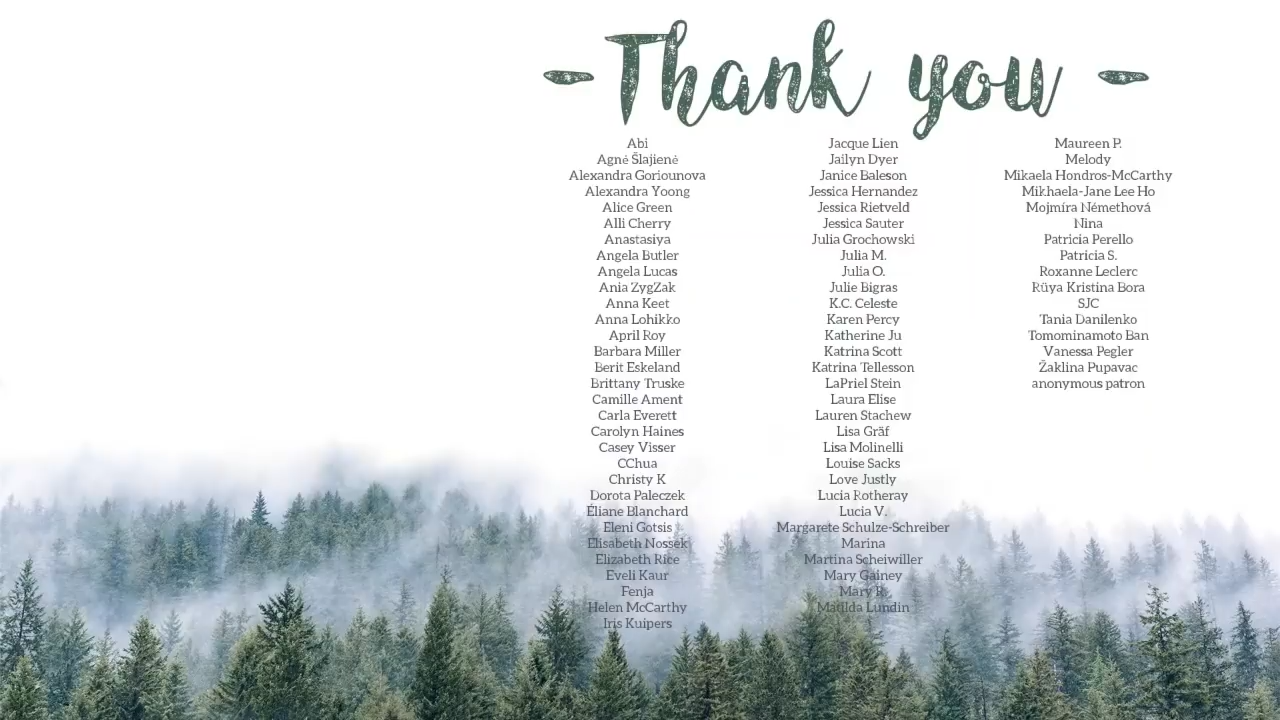 - Thank you -
Abi
Agnė Šlajienė
Alexandra Goriounova
Alexandra Yoong
Alice Green
Alli Cherry
Anastasiya
Angela Butler
Angela Lucas
Ania ZygZak
Anna Keet
Anna Lohikko
April Roy
Barbara Miller
Berit Eskeland
Brittany Truske
Camille Ament
Carla Everett
Carolyn Haines
Casey Visser
CChua
Christy K
Dorota Paleczek
Éliane Blanchard
Eleni Gotsis
Elisabeth Nossek
Elizabeth Rice
Eveli Kaur
Fenja
Helen McCarthy
Iris Kuipers
Jacque Lien
Jailyn Dyer
Janice Baleson
Jessica Hernandez
Jessica Rietveld
Jessica Sauter
Julia Grochowski
Julia M.
Julia O.
Julie Bigras
K.C. Celeste
Karen Percy
Katherine Ju
Katrina Scott
Katrina Tellesson
LaPriel Stein
Laura Elise
Lauren Stachew
Lisa Gräf
Lisa Molinelli
Louise Sacks
Love Justly
Lucia Rotheray
Lucia V.
Margarete Schulze-Schreiber
Marina
Martina Scheiwiller
Mary Gainey
Mary R.
Matilda Lundin
Maureen P.
Melody
Mikaela Hondros-McCarthy
Mikhaela-Jane Lee Ho
Mojmíra Némethová
Nina
Patricia Perello
Patricia S.
Roxanne Leclerc
Rüya Kristina Bora
SJC
Tania Danilenko
Tomominamoto Ban
Vanessa Pegler
Žaklina Pupavac
anonymous patron